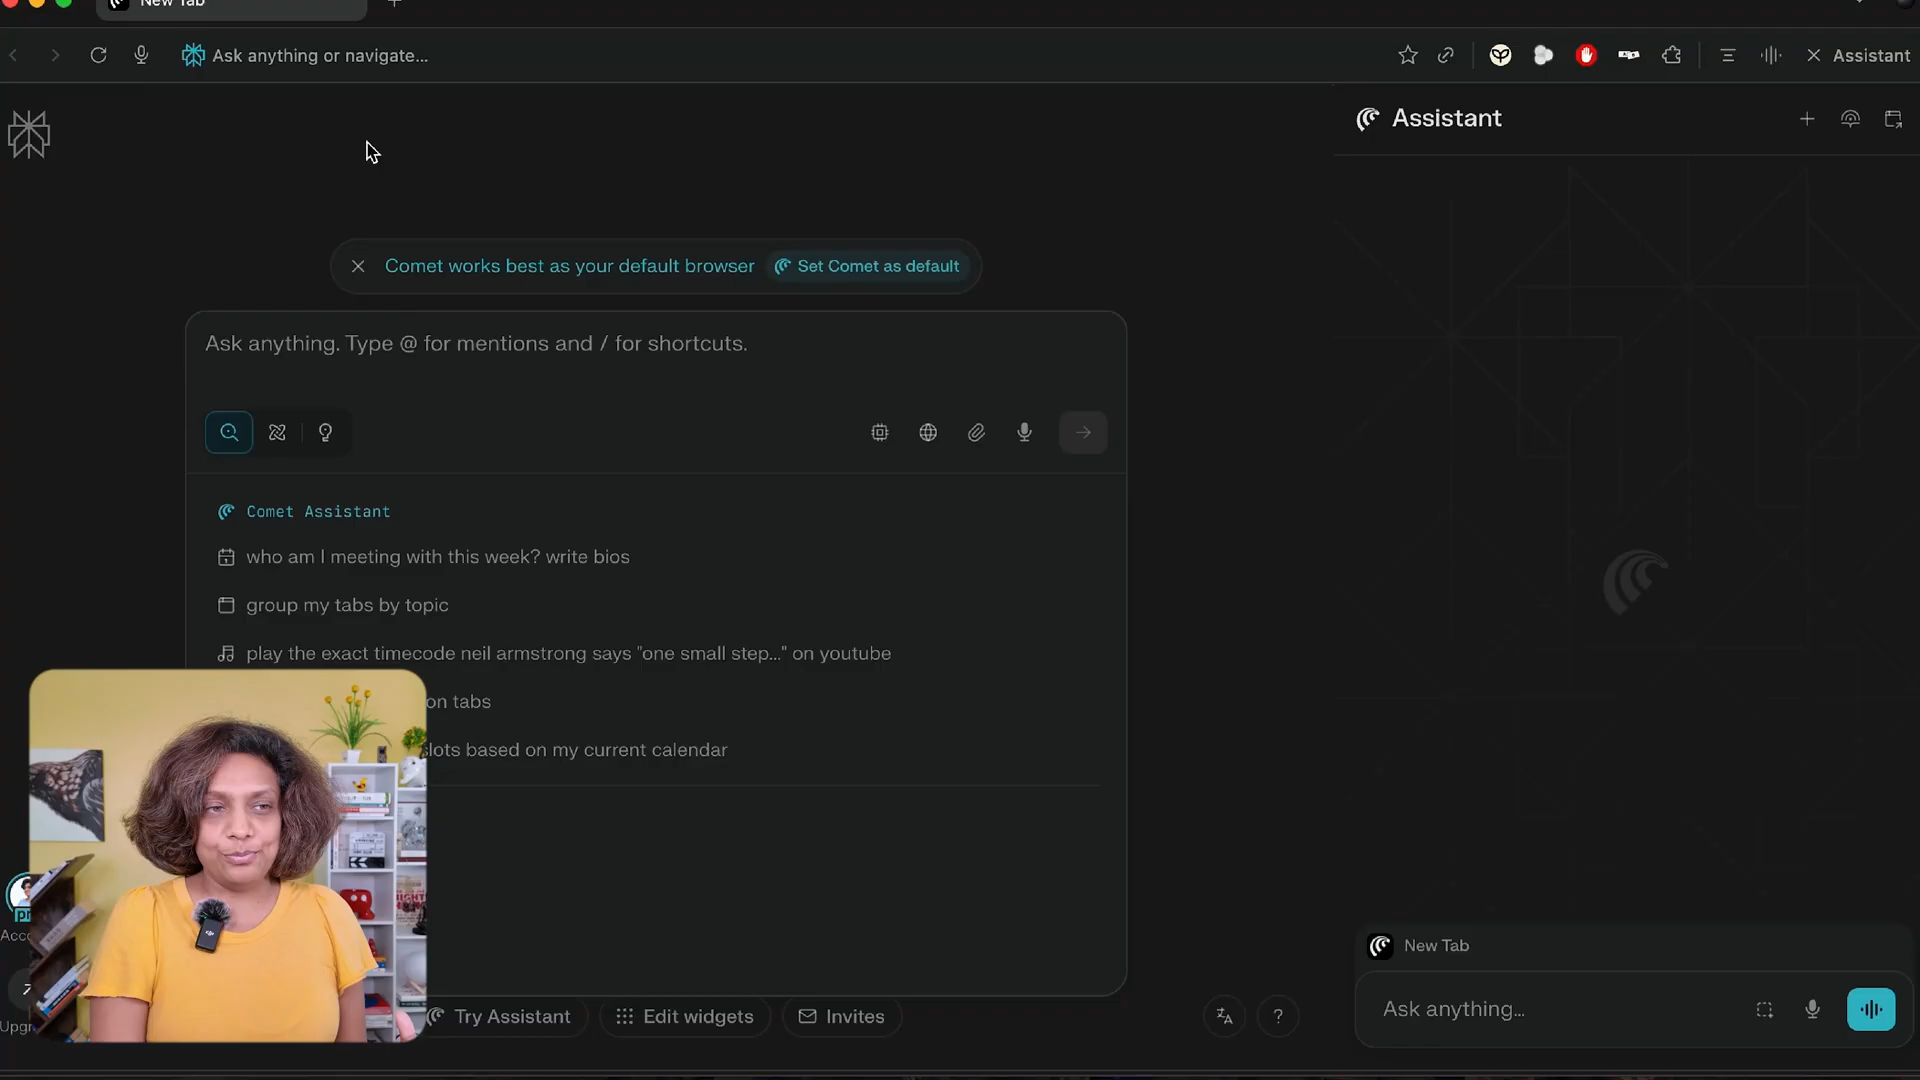 New Tab
Ask anything or navigate...
Assistant
Assistant
Comet works best as your default browser
Set Comet as default
Ask anything. Type @ for mentions and / for shortcuts.
Comet Assistant
who am I meeting with this week? write bios
group my tabs by topic
play the exact timecode neil armstrong says "one small step..." on youtube
on tabs
slots based on my current calendar
Acc
Upgr
Try Assistant
Edit widgets
Invites
?
New Tab
Ask anything...